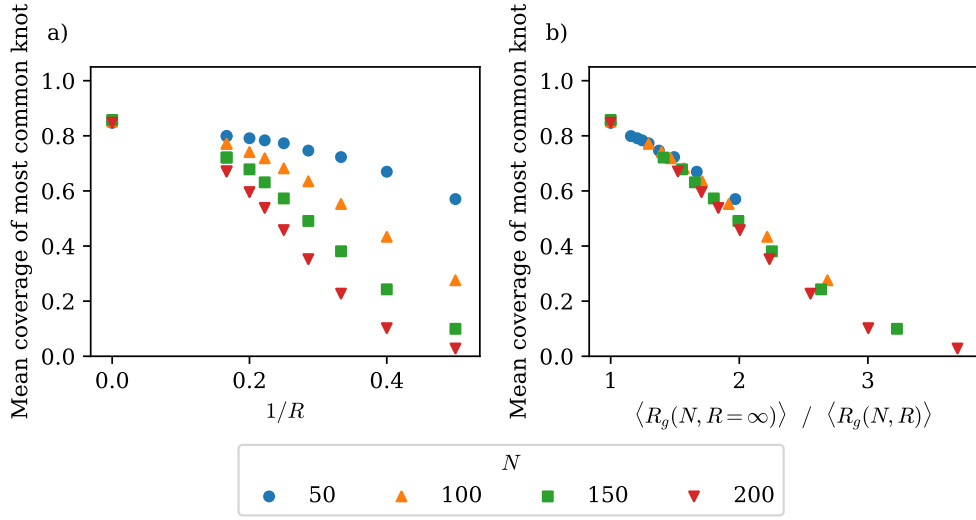 a)
Mean coverage of most common knot
1.0
0.8
0.6
0.4
0.2
0.0
0.0 0.2 0.4
1/R
b)
Mean coverage of most common knot
1.0
0.8
0.6
0.4
0.2
0.0
1 2 3
⟨R_g(N, R = ∞)⟩ / ⟨R_g(N, R)⟩
N
50 100 150 200